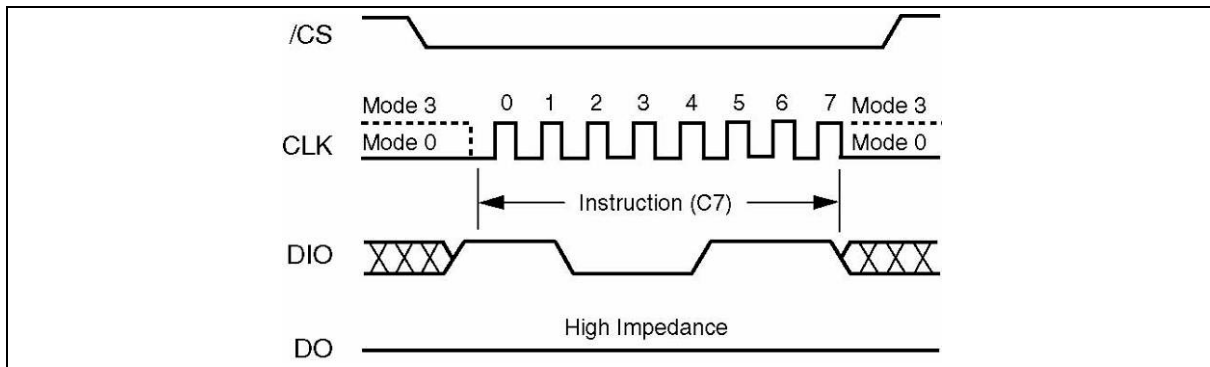 /CS
Mode 3 0 1 2 3 4 5 6 7 Mode 3
CLK Mode 0 Mode 0
Instruction (C7)
DIO
High Impedance
DO